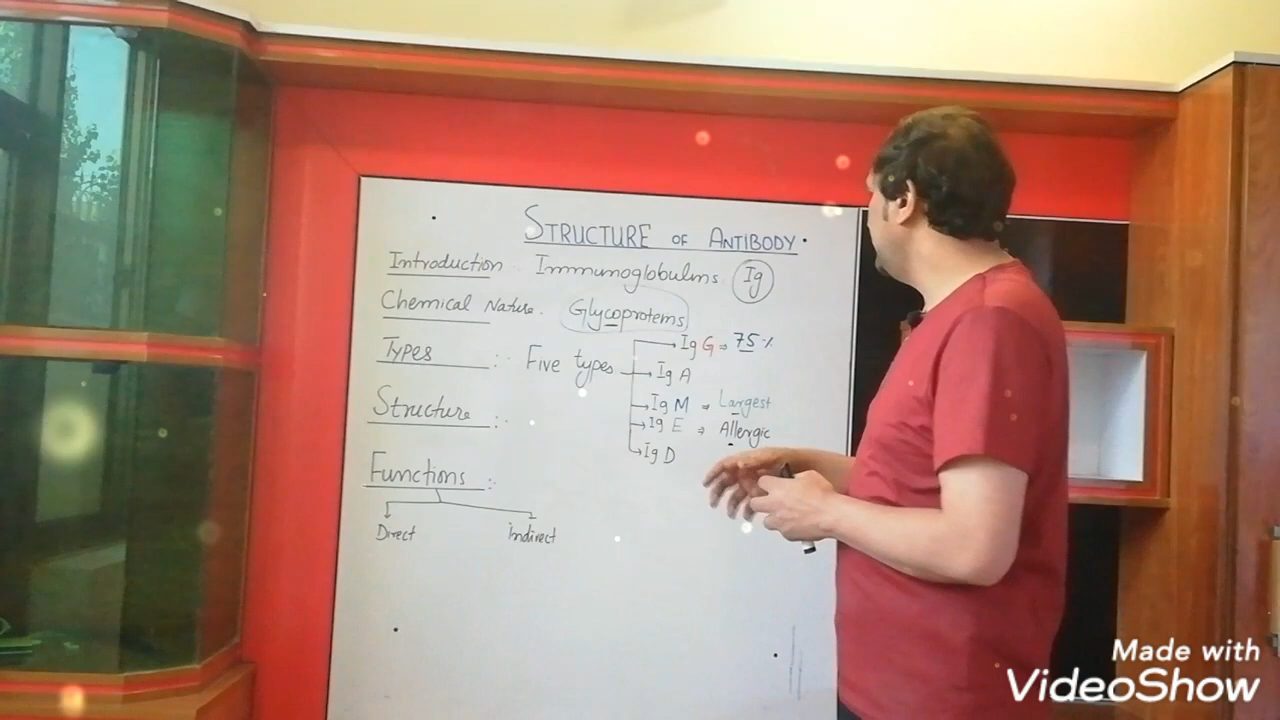 STRUCTURE OF ANTIBODY
Introduction Immunoglobulins Ig
Chemical Nature. Glycoproteins
Types :- Five types
Ig G ⇒ 75 %
Ig A
Ig M ⇒ Largest
Ig E ⇒ Allergic
Ig D
Structure :-
Functions :-
Direct Indirect
Made with
VideoShow